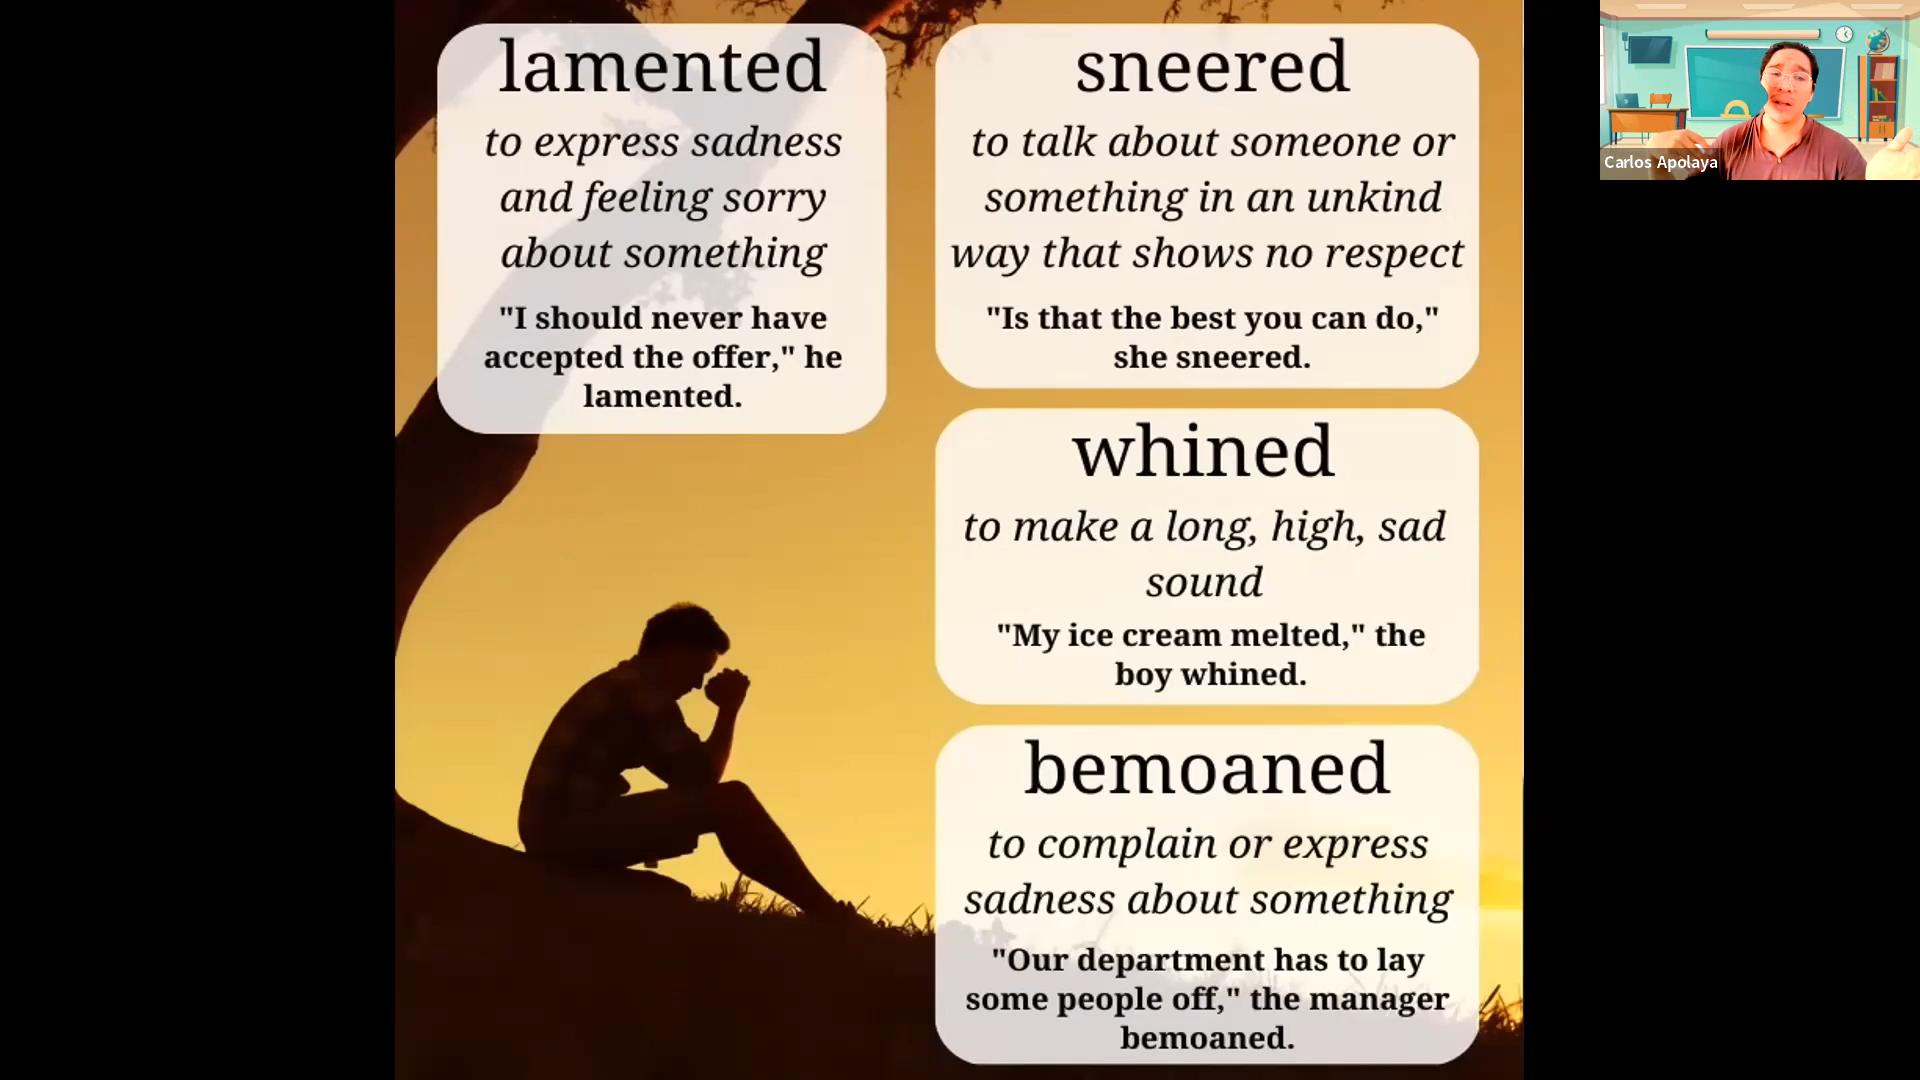 lamented
to express sadness
and feeling sorry
about something
"I should never have
accepted the offer," he
lamented.
sneered
to talk about someone or
something in an unkind
way that shows no respect
"Is that the best you can do,"
she sneered.
whined
to make a long, high, sad
sound
"My ice cream melted," the
boy whined.
bemoaned
to complain or express
sadness about something
"Our department has to lay
some people off," the manager
bemoaned.
Carlos Apolaya